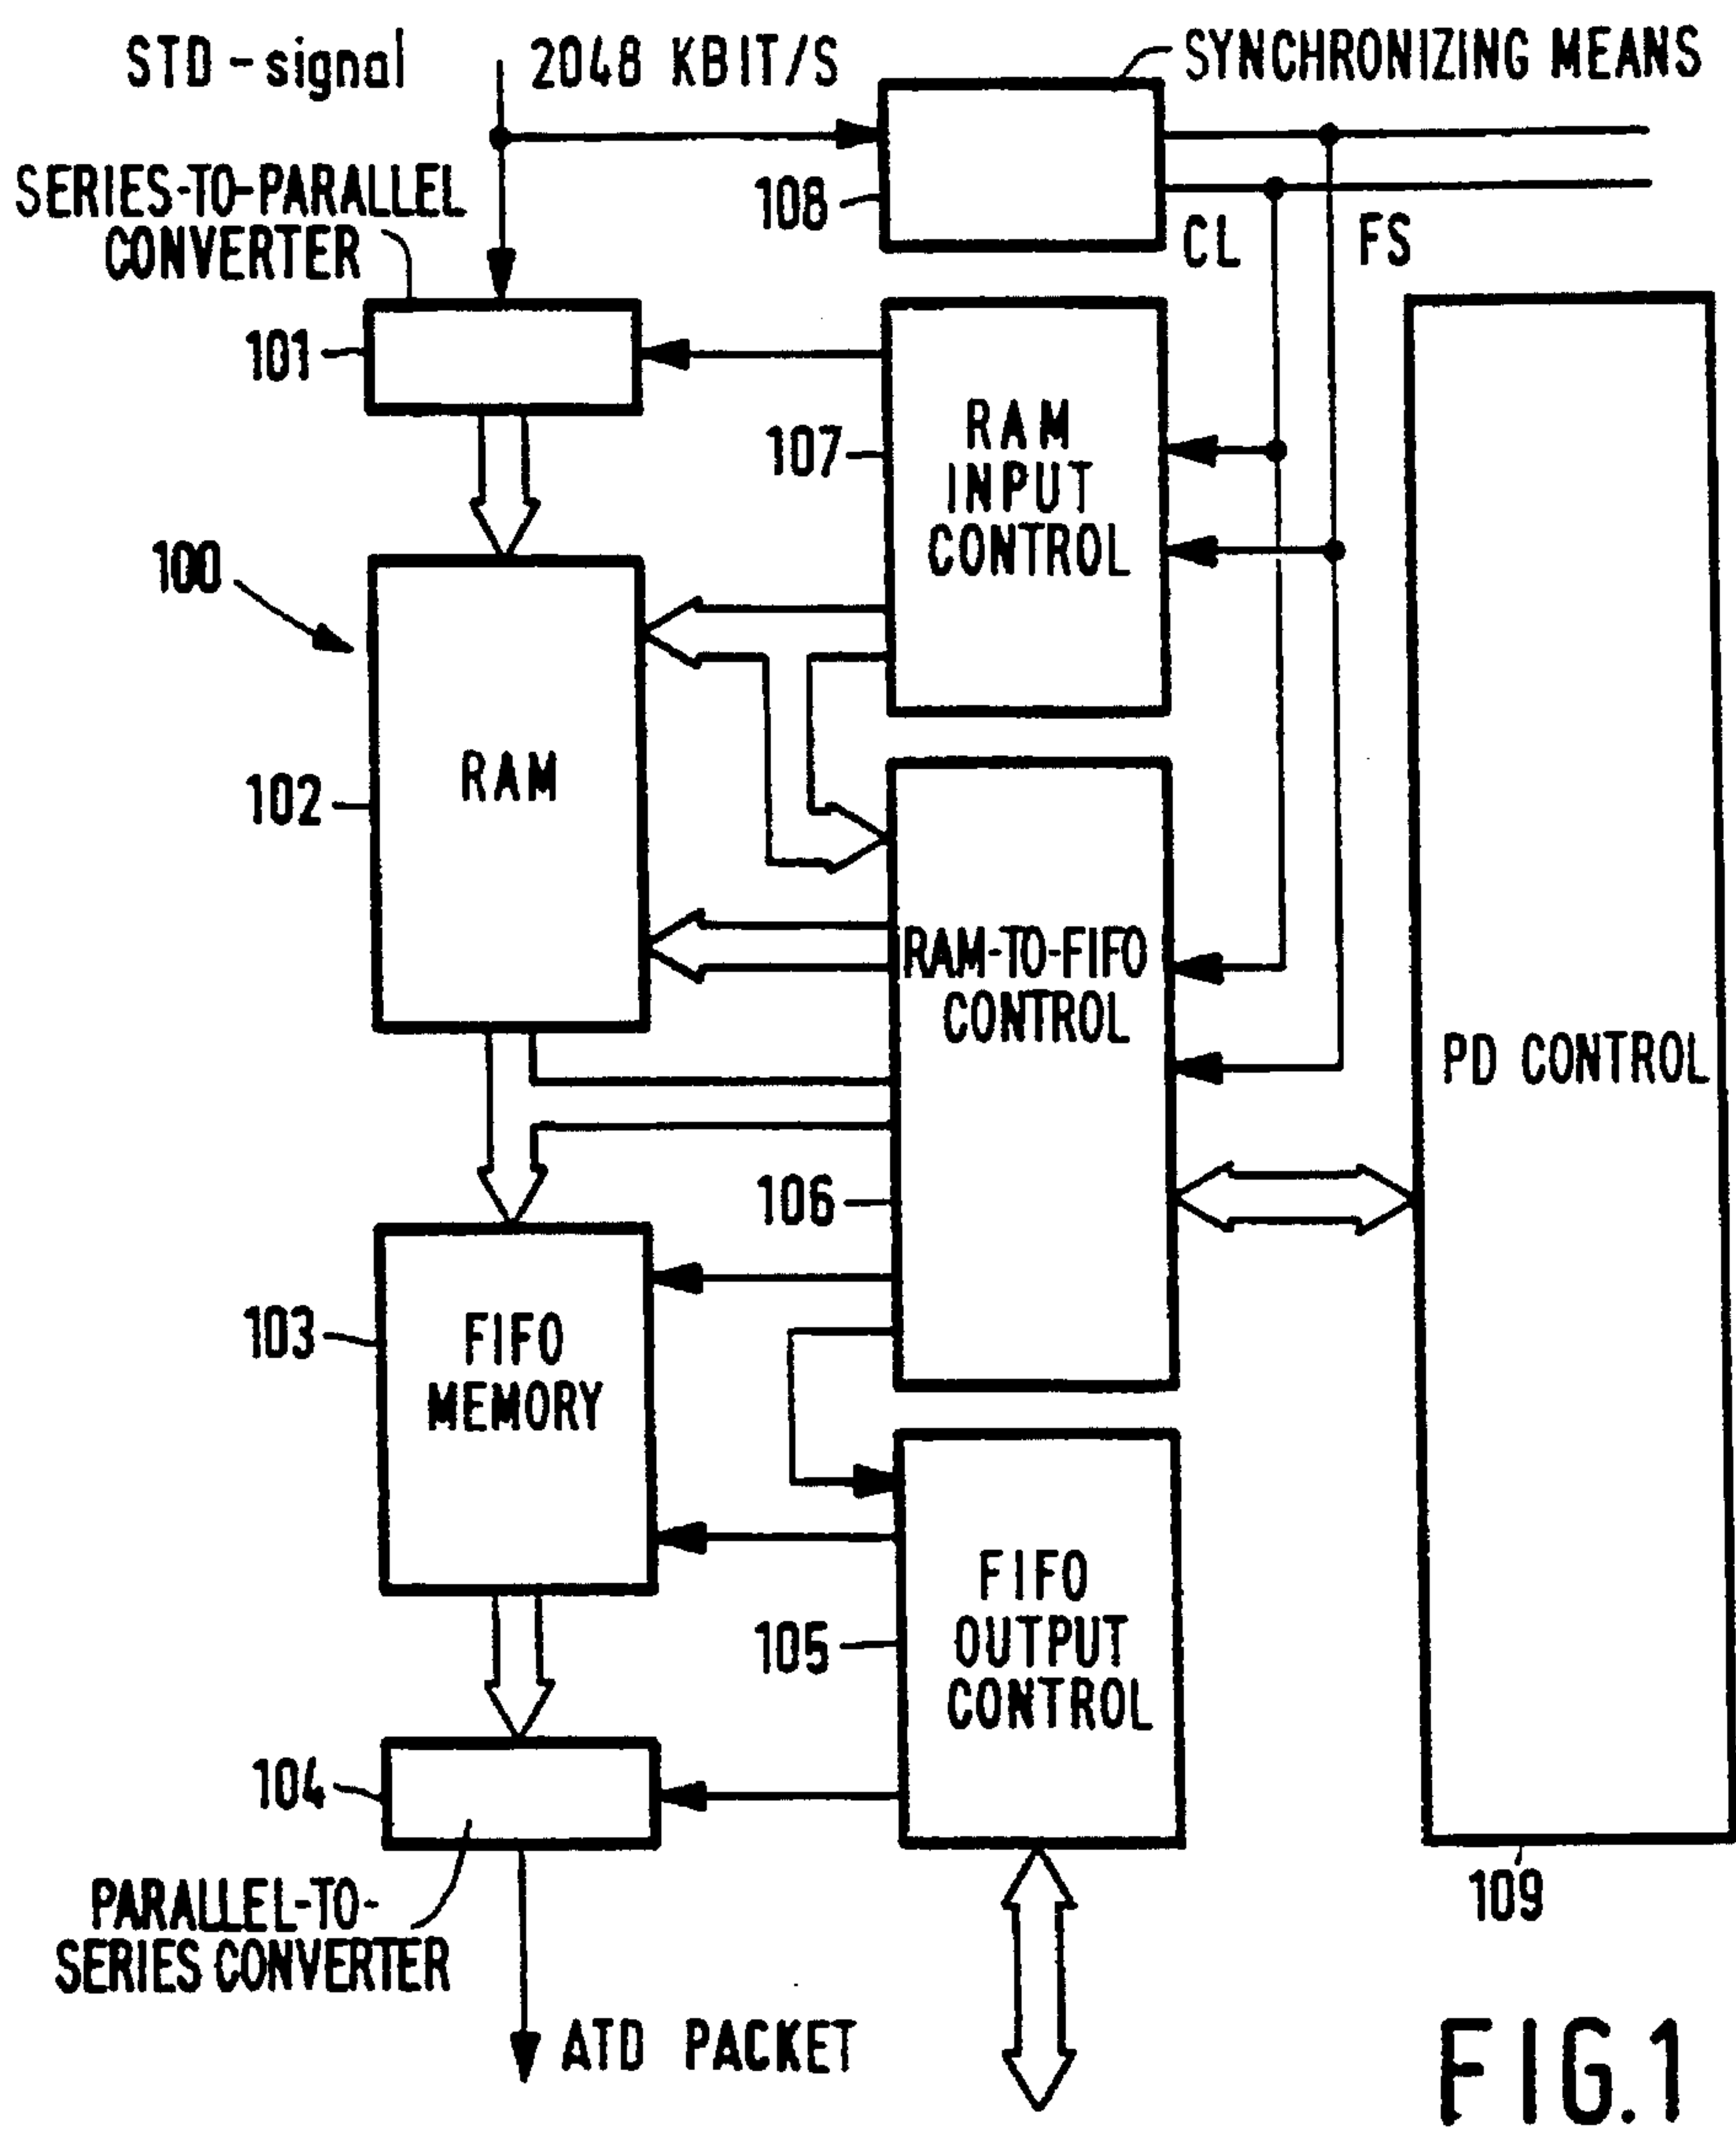 STD-signal
2048 KBIT/S
SYNCHRONIZING MEANS
SERIES-TO-PARALLEL
CONVERTER
108
CL
FS
101
107
RAM
INPUT
CONTROL
100
RAM
102
RAM-TO-FIFO
CONTROL
PD CONTROL
106
103
FIFO
MEMORY
FIFO
OUTPUT
CONTROL
105
104
109
PARALLEL-TO-
SERIES CONVERTER
ATD PACKET
FIG.1